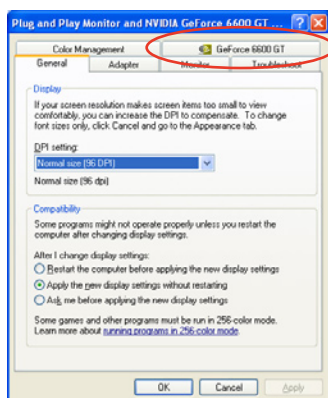 Plug and Play Monitor and NVIDIA GeForce 6600 GT ...
Color Management
GeForce 6600 GT
General
Adapter
Monitor
Troubleshoot
Display
If your screen resolution makes screen items too small to view
comfortably, you can increase the DPI to compensate. To change
font sizes only, click Cancel and go to the Appearance tab.
DPI setting:
Normal size (96 DPI)
Normal size (96 dpi)
Compatibility
Some programs might not operate properly unless you restart the
computer after changing display settings.
After I change display settings:
Restart the computer before applying the new display settings
Apply the new display settings without restarting
Ask me before applying the new display settings
Some games and other programs must be run in 256-color mode.
Learn more about running programs in 256-color mode.
OK
Cancel
Apply